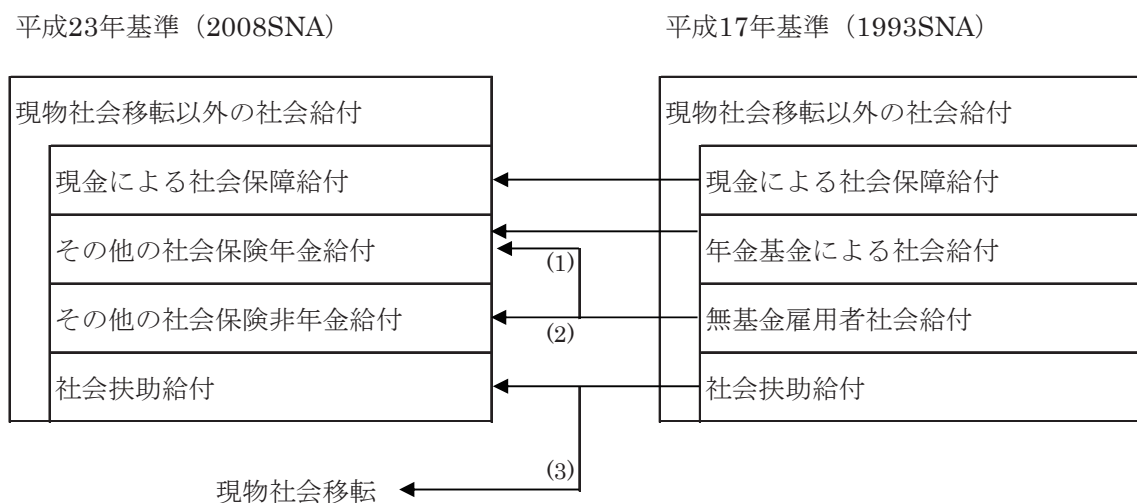 平成23年基準（2008SNA）
平成17年基準（1993SNA）
現物社会移転以外の社会給付
現金による社会保障給付
その他の社会保険年金給付
その他の社会保険非年金給付
社会扶助給付
現物社会移転以外の社会給付
現金による社会保障給付
年金基金による社会給付
無基金雇用者社会給付
社会扶助給付
(1)
(2)
(3)
現物社会移転